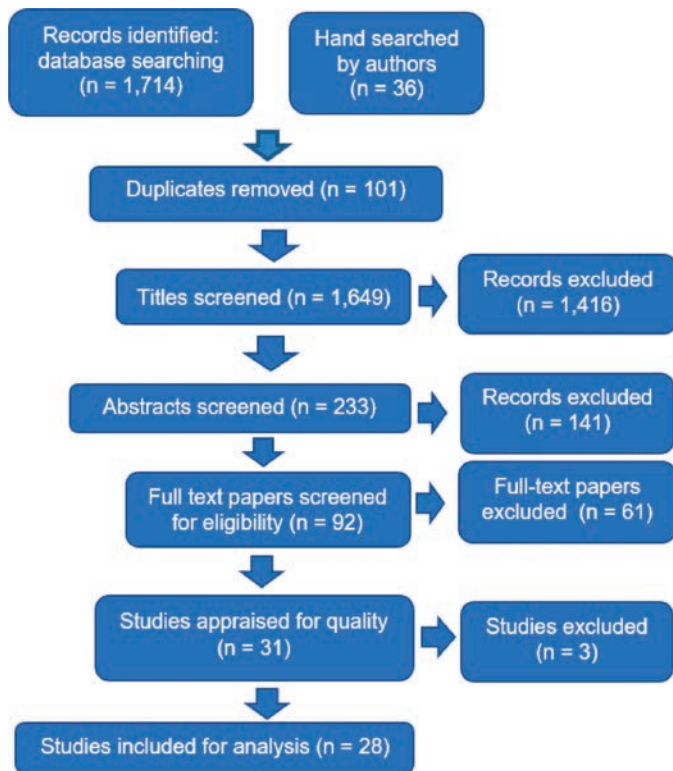 Records identified:
database searching
(n = 1,714)
Hand searched
by authors
(n = 36)
Duplicates removed (n = 101)
Titles screened (n = 1,649)
Records excluded
(n = 1,416)
Abstracts screened (n = 233)
Records excluded
(n = 141)
Full text papers screened
for eligibility (n = 92)
Full-text papers
excluded (n = 61)
Studies appraised for quality
(n = 31)
Studies excluded
(n = 3)
Studies included for analysis (n = 28)